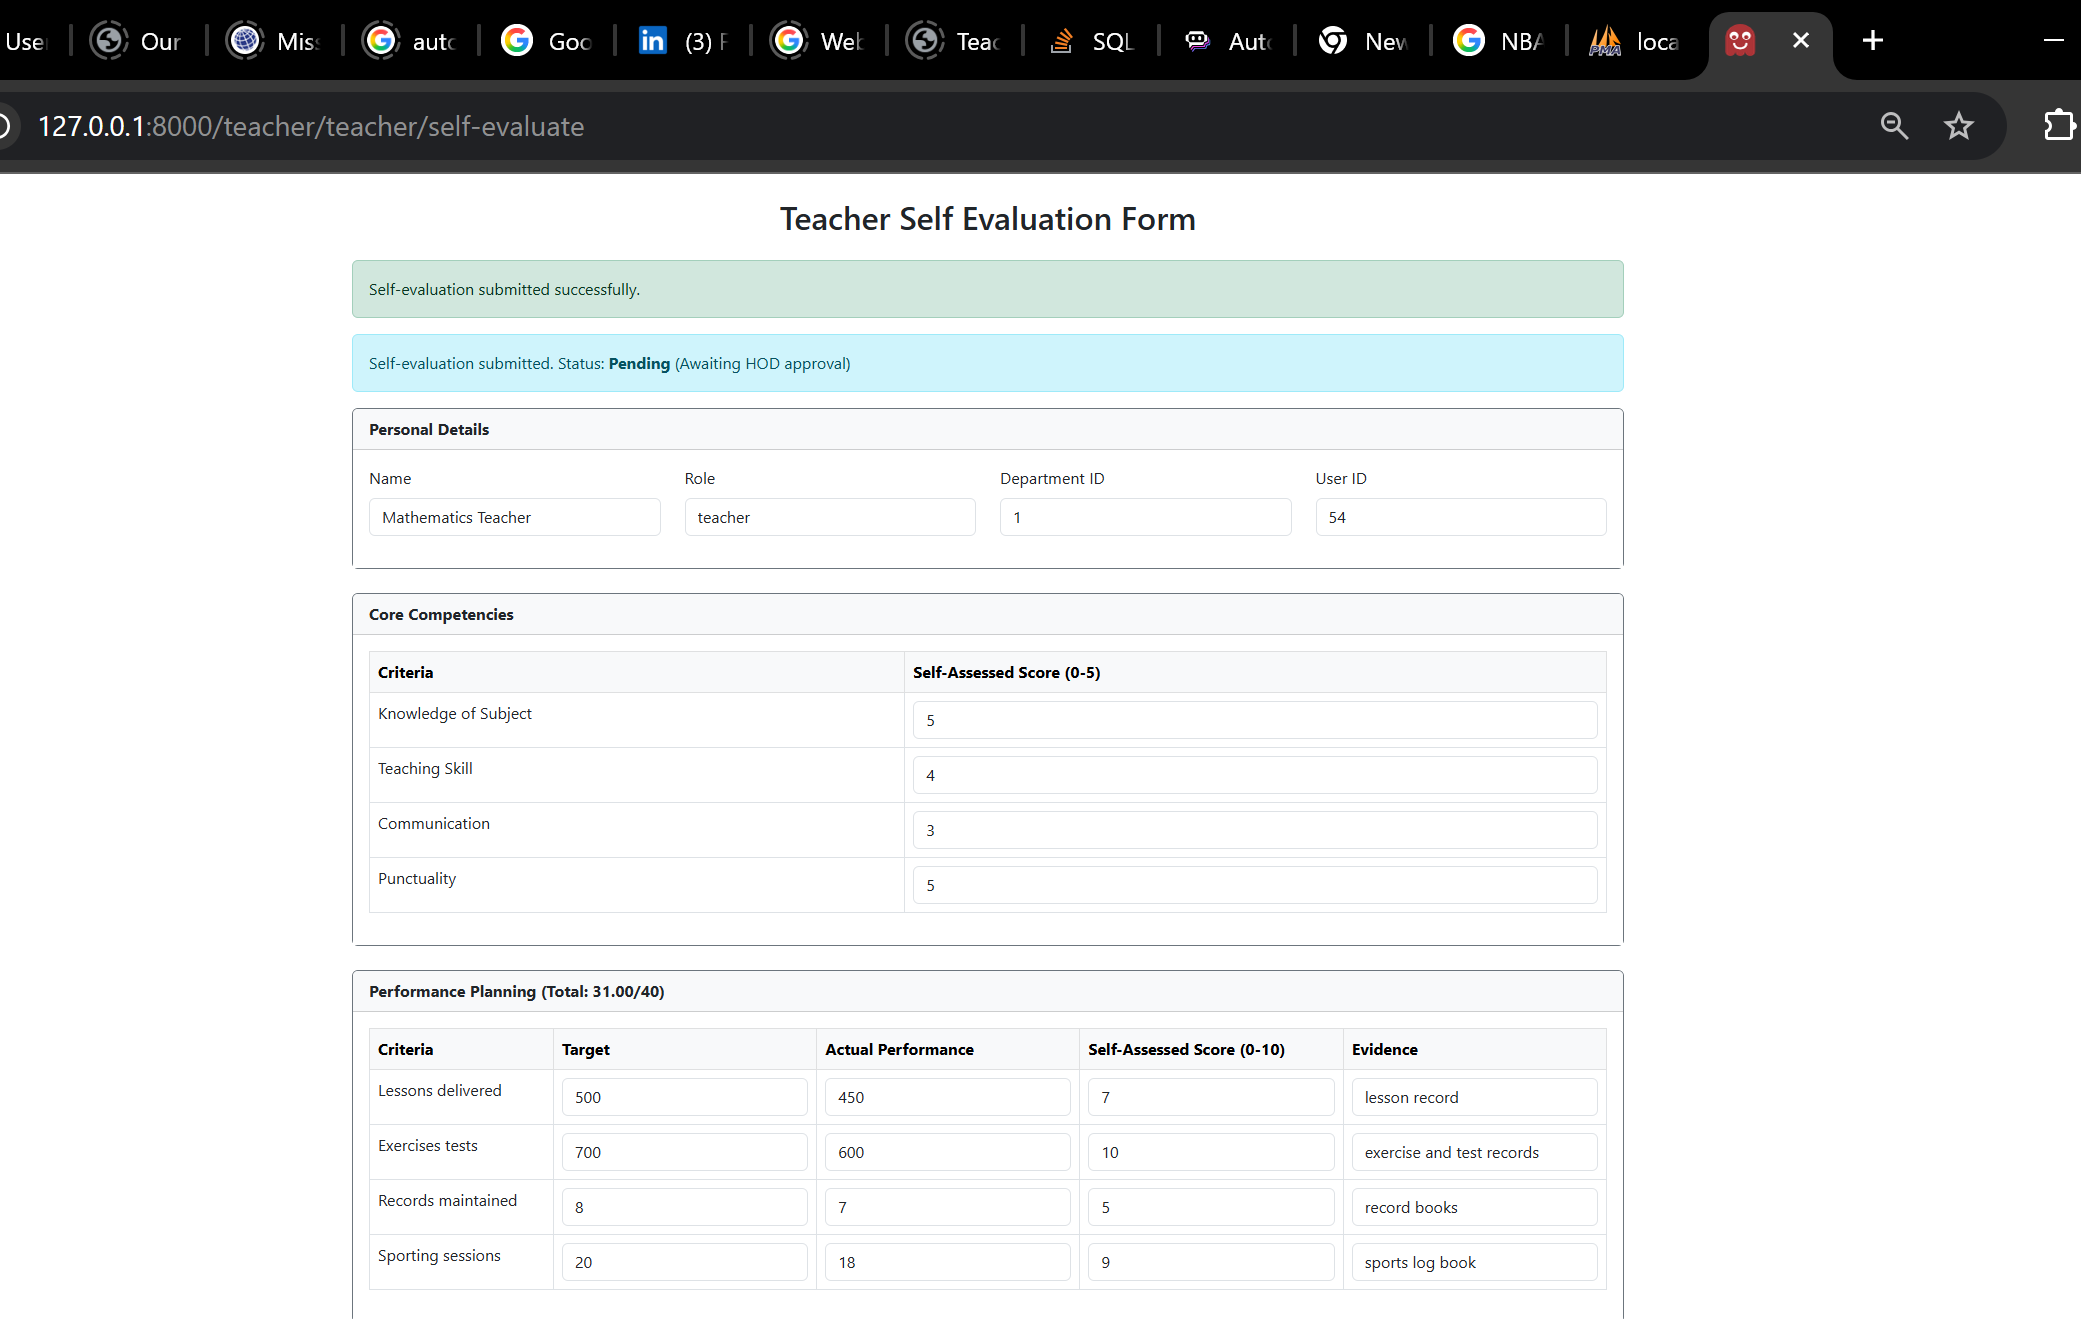 User
Our
Miss
auto
Goo
(3) F
Web
Teac
SQL
Auto
New
NBA
PMA
loca
127.0.0.1:8000/teacher/teacher/self-evaluate
Teacher Self Evaluation Form
Self-evaluation submitted successfully.
Self-evaluation submitted. Status: Pending (Awaiting HOD approval)
Personal Details
Name Role Department ID User ID
Mathematics Teacher teacher 1 54
Core Competencies
Criteria Self-Assessed Score (0-5)
Knowledge of Subject 5
Teaching Skill 4
Communication 3
Punctuality 5
Performance Planning (Total: 31.00/40)
Criteria Target Actual Performance Self-Assessed Score (0-10) Evidence
Lessons delivered 500 450 7 lesson record
Exercises tests 700 600 10 exercise and test records
Records maintained 8 7 5 record books
Sporting sessions 20 18 9 sports log book